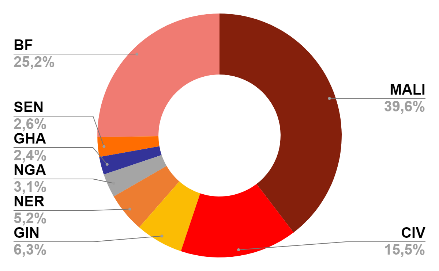 BF
25,2%
SEN
2,6%
GHA
2,4%
NGA
3,1%
NER
5,2%
GIN
6,3%
MALI
39,6%
CIV
15,5%